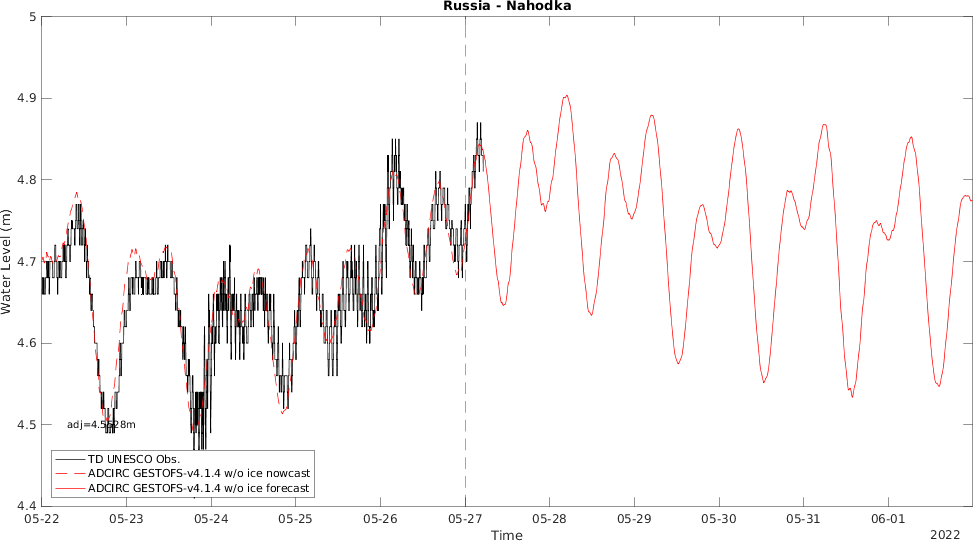 Russia - Nahodka
5
4.9
4.8
4.7
4.6
4.5
4.4
Water Level (m)
adj=4.5628m
TD UNESCO Obs.
ADCIRC GESTOFS-v4.1.4 w/o ice nowcast
ADCIRC GESTOFS-v4.1.4 w/o ice forecast
05-22 05-23 05-24 05-25 05-26 05-27 05-28 05-29 05-30 05-31 06-01
Time
2022